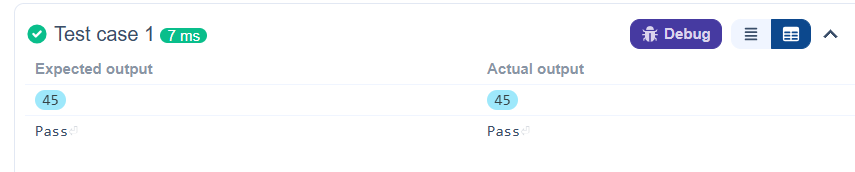 Test case 1 7 ms Debug
Expected output Actual output
45 45
Pass Pass